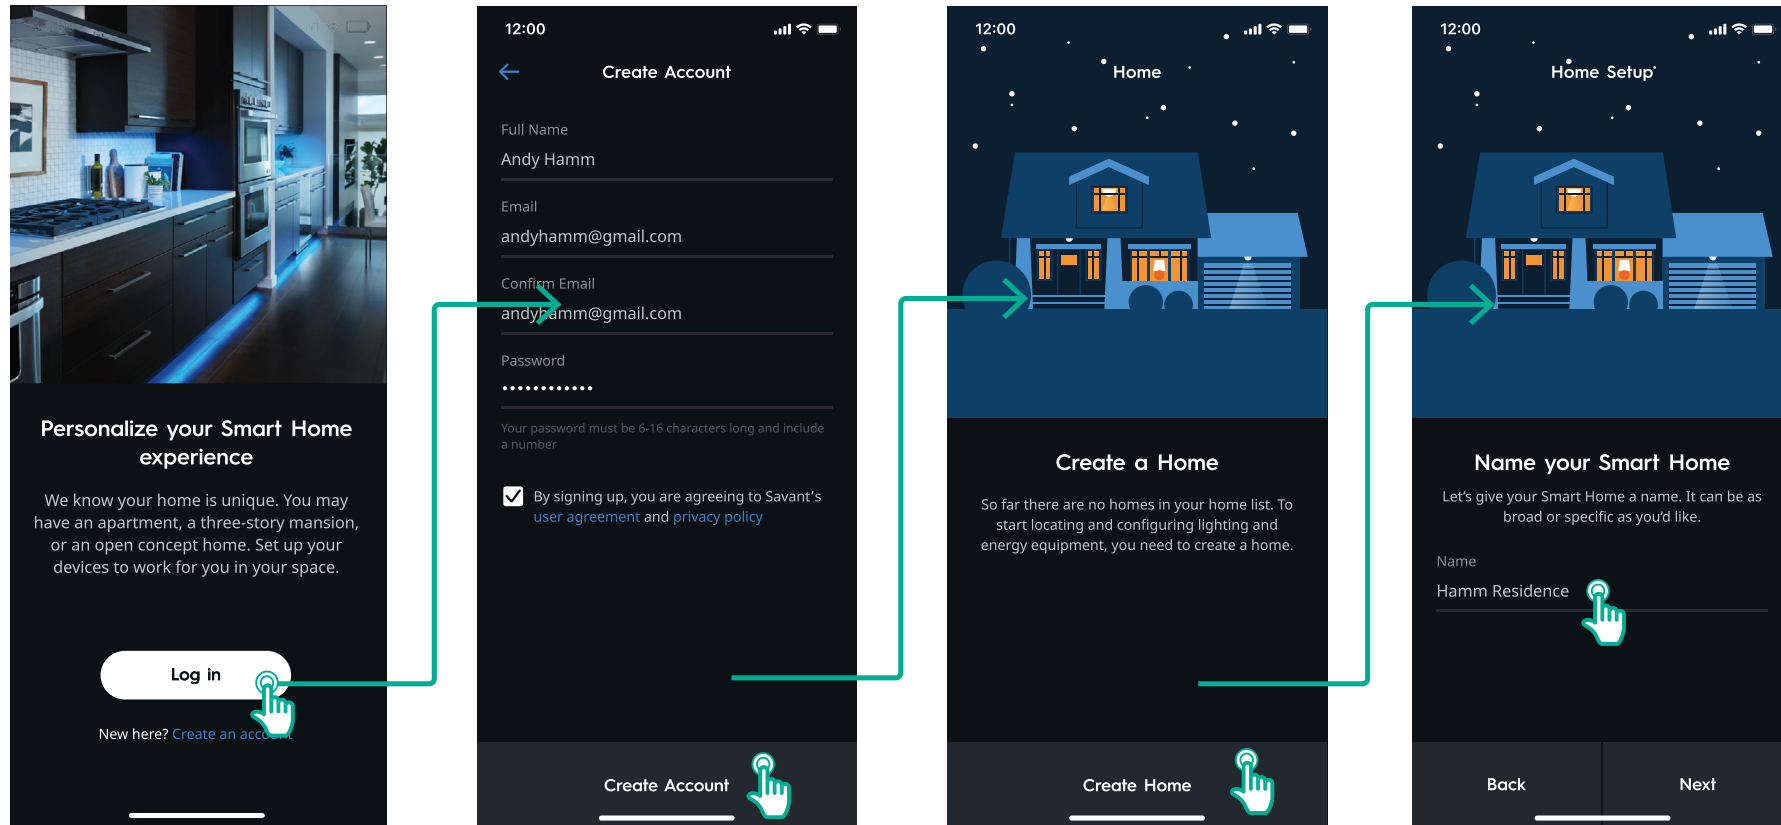 Personalize your Smart Home
experience
We know your home is unique. You may
have an apartment, a three-story mansion,
or an open concept home. Set up your
devices to work for you in your space.
Log in
New here? Create an account
12:00
Create Account
Full Name
Andy Hamm
Email
andyhamm@gmail.com
Confirm Email
andyhamm@gmail.com
Password
Your password must be 6-16 characters long and include
a number
By signing up, you are agreeing to Savant’s
user agreement and privacy policy
Create Account
12:00
Home
Create a Home
So far there are no homes in your home list. To
start locating and configuring lighting and
energy equipment, you need to create a home.
Create Home
12:00
Home Setup
Name your Smart Home
Let’s give your Smart Home a name. It can be as
broad or specific as you’d like.
Name
Hamm Residence
Back
Next